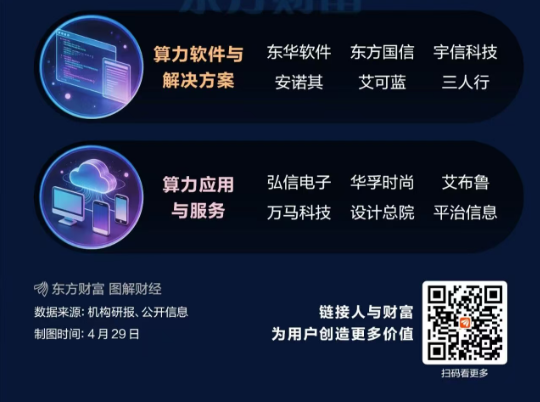 东方财富
算力软件与
解决方案
东华软件 东方国信 宇信科技
安诺其 艾可蓝 三人行
算力应用
与服务
弘信电子 华孚时尚 艾布鲁
万马科技 设计总院 平治信息
东方财富 图解财经
数据来源:机构研报、公开信息
制图时间:4月29日
链接人与财富
为用户创造更多价值
扫码看更多